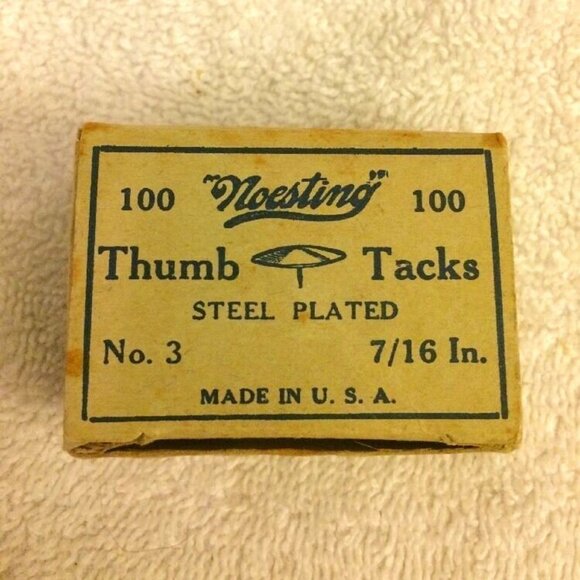 100 "Noesting" 100
Thumb Tacks
STEEL PLATED
No. 3 7/16 In.
MADE IN U. S. A.